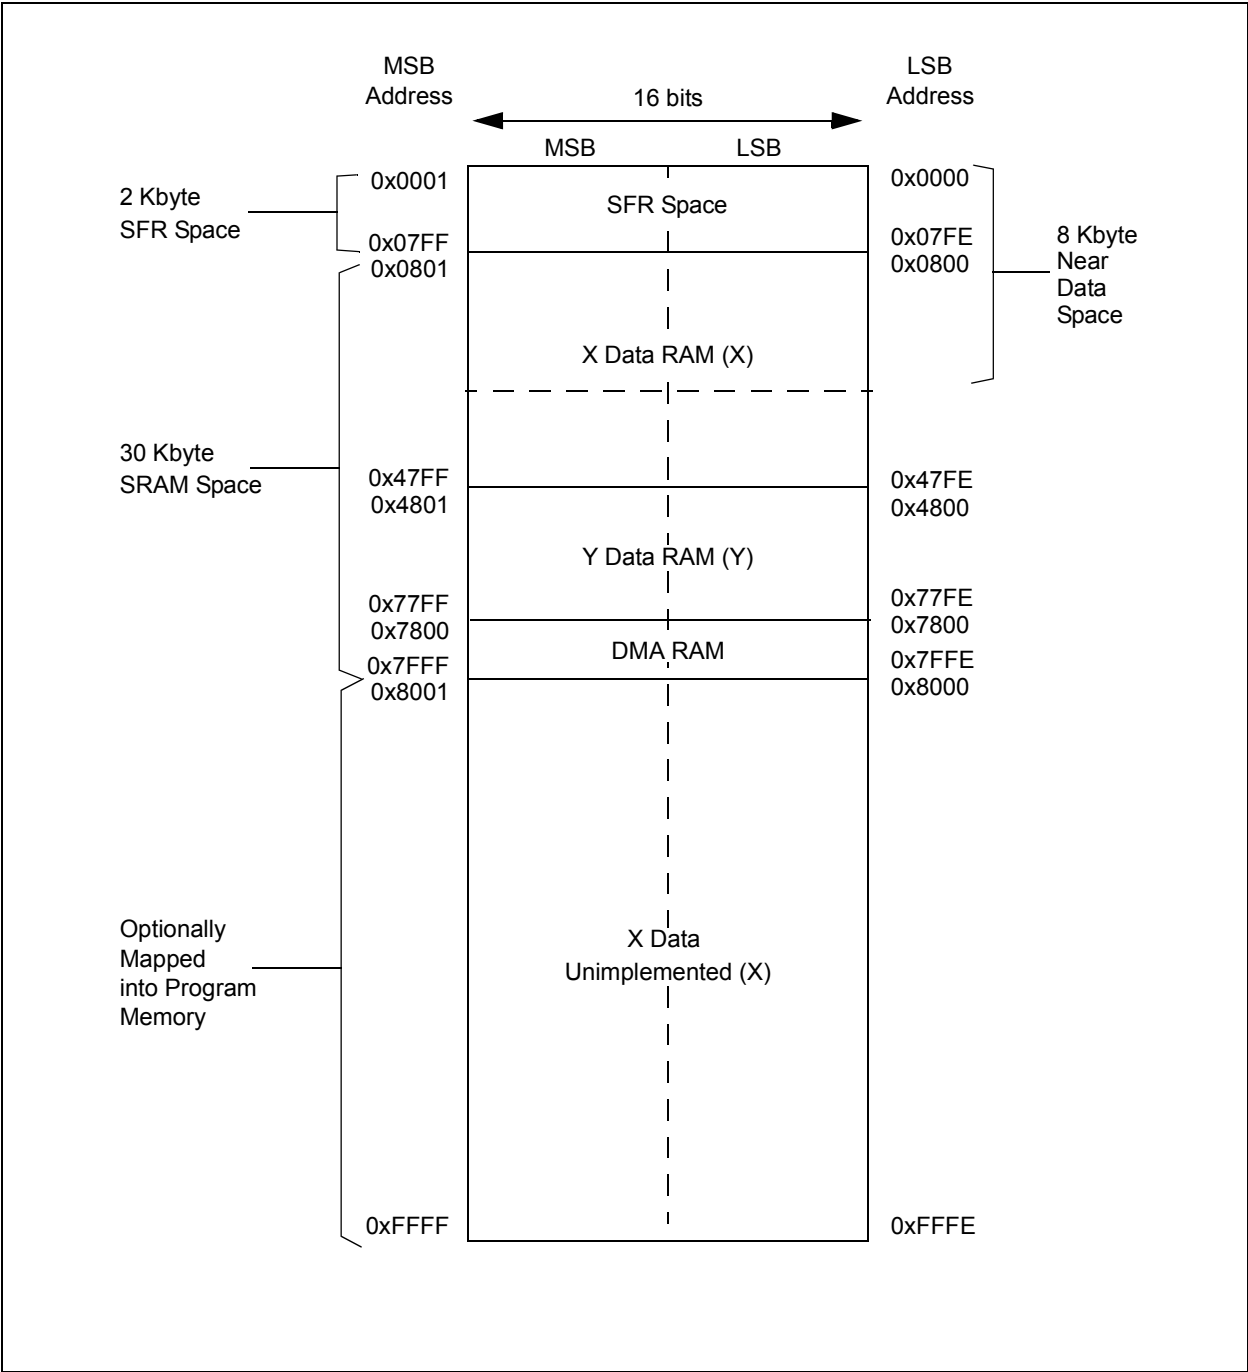 MSB
Address
LSB
Address
16 bits
MSB
LSB
2 Kbyte
SFR Space
0x0001
0x07FF
0x0801
SFR Space
0x0000
0x07FE
0x0800
8 Kbyte
Near
Data
Space
X Data RAM (X)
30 Kbyte
SRAM Space
0x47FF
0x4801
0x47FE
0x4800
Y Data RAM (Y)
0x77FF
0x7800
0x77FE
0x7800
DMA RAM
0x7FFF
0x8001
0x7FFE
0x8000
Optionally
Mapped
into Program
Memory
X Data
Unimplemented (X)
0xFFFF
0xFFFE